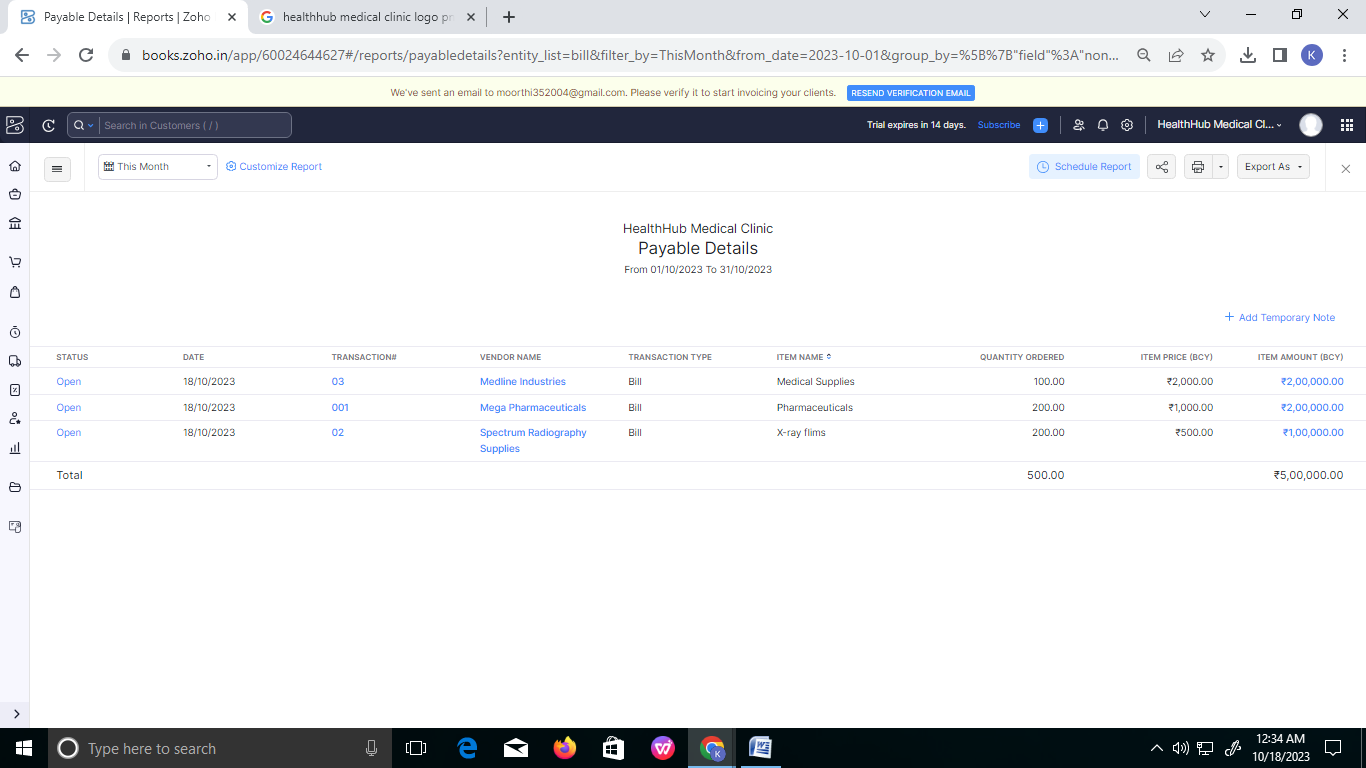 Payable Details | Reports | Zoho
healthhub medical clinic logo pr
books.zoho.in/app/60024644627#/reports/payabledetails?entity_list=bill&filter_by=ThisMonth&from_date=2023-10-01&group_by=%5B%7B"field"%3A"non...
K
We've sent an email to moorthi352004@gmail.com. Please verify it to start invoicing your clients. RESEND VERIFICATION EMAIL
Search in Customers ( / )
Trial expires in 14 days. Subscribe
HealthHub Medical Cl...
This Month
Customize Report
Schedule Report
Export As
HealthHub Medical Clinic
Payable Details
From 01/10/2023 To 31/10/2023
Add Temporary Note
STATUS DATE TRANSACTION# VENDOR NAME TRANSACTION TYPE ITEM NAME QUANTITY ORDERED ITEM PRICE (BCY) ITEM AMOUNT (BCY)
Open 18/10/2023 03 Medline Industries Bill Medical Supplies 100.00 ₹2,000.00 ₹2,00,000.00
Open 18/10/2023 001 Mega Pharmaceuticals Bill Pharmaceuticals 200.00 ₹1,000.00 ₹2,00,000.00
Open 18/10/2023 02 Spectrum Radiography Bill X-ray flims 200.00 ₹500.00 ₹1,00,000.00
Supplies
Total 500.00 ₹5,00,000.00
Type here to search
12:34 AM
10/18/2023